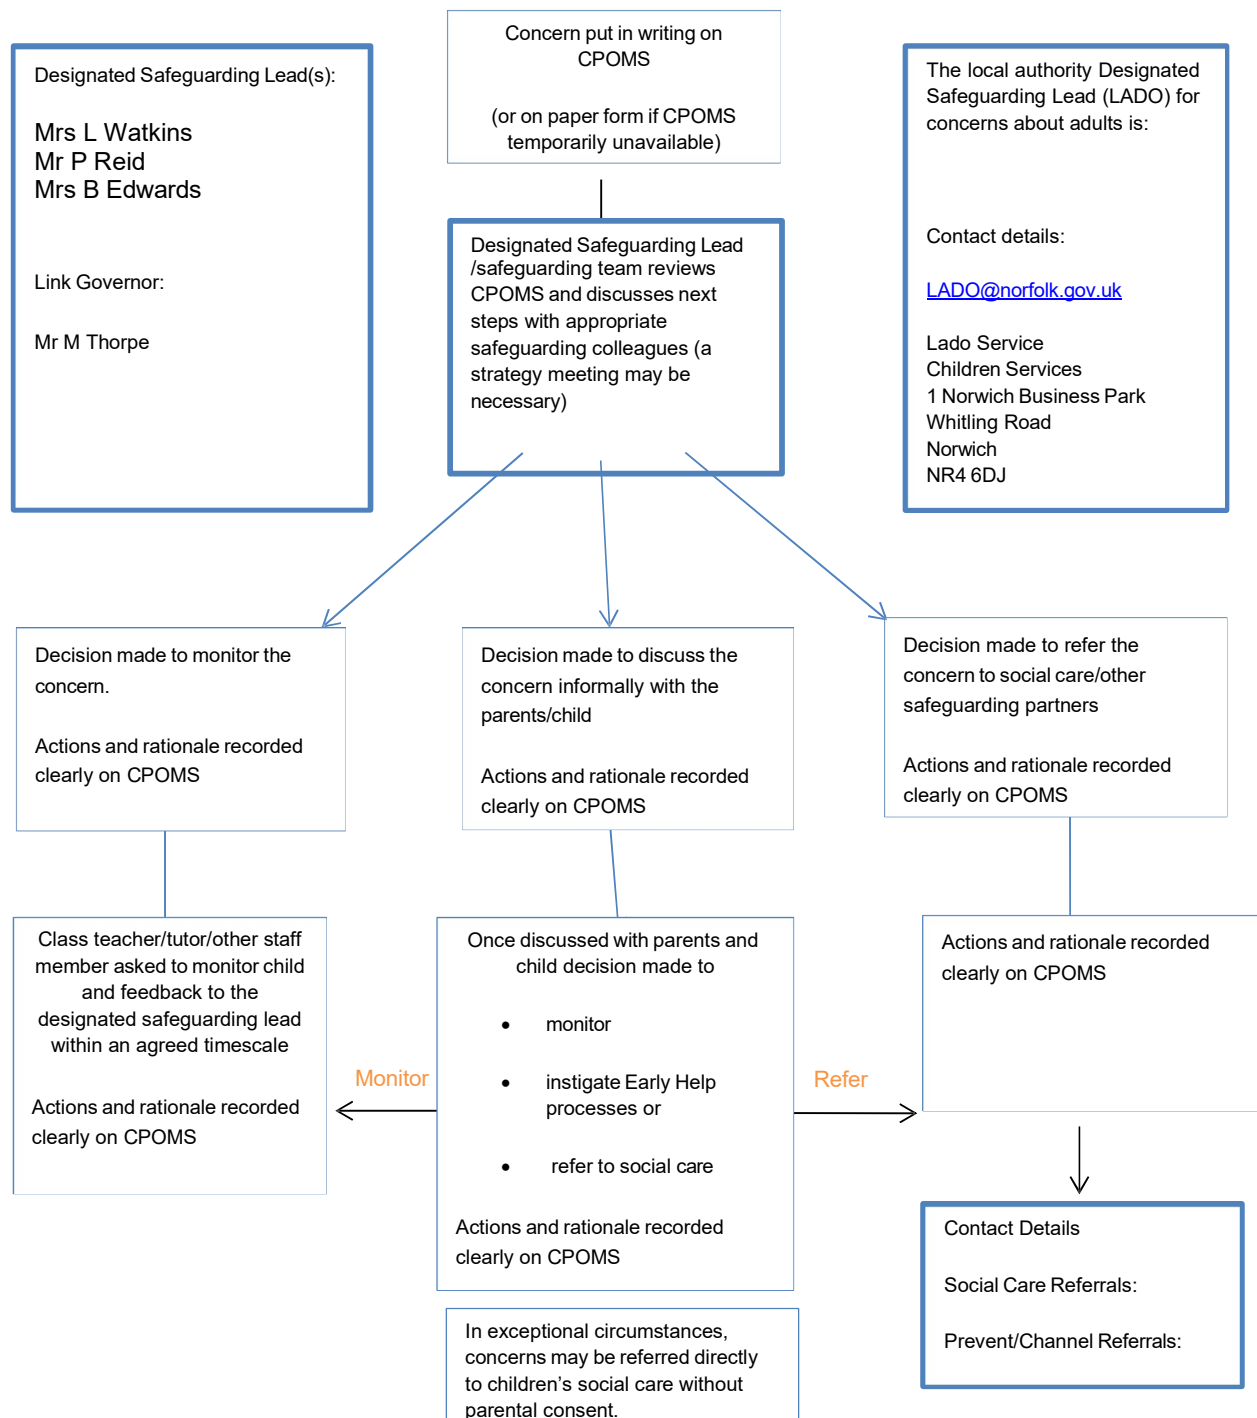 Concern put in writing on
CPOMS
(or on paper form if CPOMS
temporarily unavailable)
Designated Safeguarding Lead(s):
Mrs L Watkins
Mr P Reid
Mrs B Edwards
Link Governor:
Mr M Thorpe
Designated Safeguarding Lead
/safeguarding team reviews
CPOMS and discusses next
steps with appropriate
safeguarding colleagues (a
strategy meeting may be
necessary)
The local authority Designated
Safeguarding Lead (LADO) for
concerns about adults is:
Contact details:
LADO@norfolk.gov.uk
Lado Service
Children Services
1 Norwich Business Park
Whitling Road
Norwich
NR4 6DJ
Decision made to monitor the
concern.
Actions and rationale recorded
clearly on CPOMS
Decision made to discuss the
concern informally with the
parents/child
Actions and rationale recorded
clearly on CPOMS
Decision made to refer the
concern to social care/other
safeguarding partners
Actions and rationale recorded
clearly on CPOMS
Class teacher/tutor/other staff
member asked to monitor child
and feedback to the
designated safeguarding lead
within an agreed timescale
Actions and rationale recorded
clearly on CPOMS
Monitor
Once discussed with parents and
child decision made to
• monitor
• instigate Early Help
processes or
• refer to social care
Actions and rationale recorded
clearly on CPOMS
Refer
Actions and rationale recorded
clearly on CPOMS
Contact Details
Social Care Referrals:
Prevent/Channel Referrals:
In exceptional circumstances,
concerns may be referred directly
to children’s social care without
parental consent.